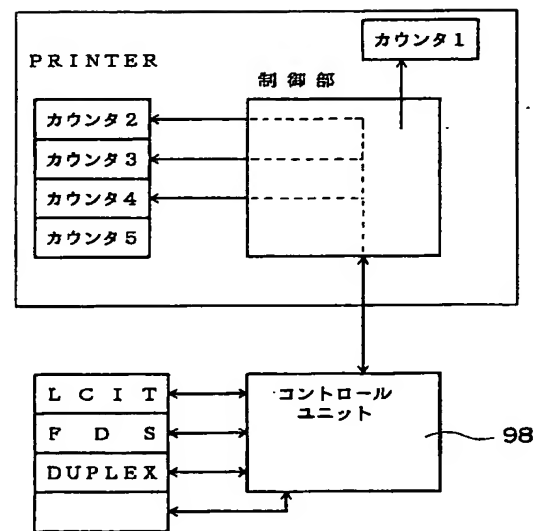 カウンタ1
PRINTER
制御部
カウンタ2
カウンタ3
カウンタ4
カウンタ5
LCIT
FDS
DUPLEX
コントロール
ユニット
98